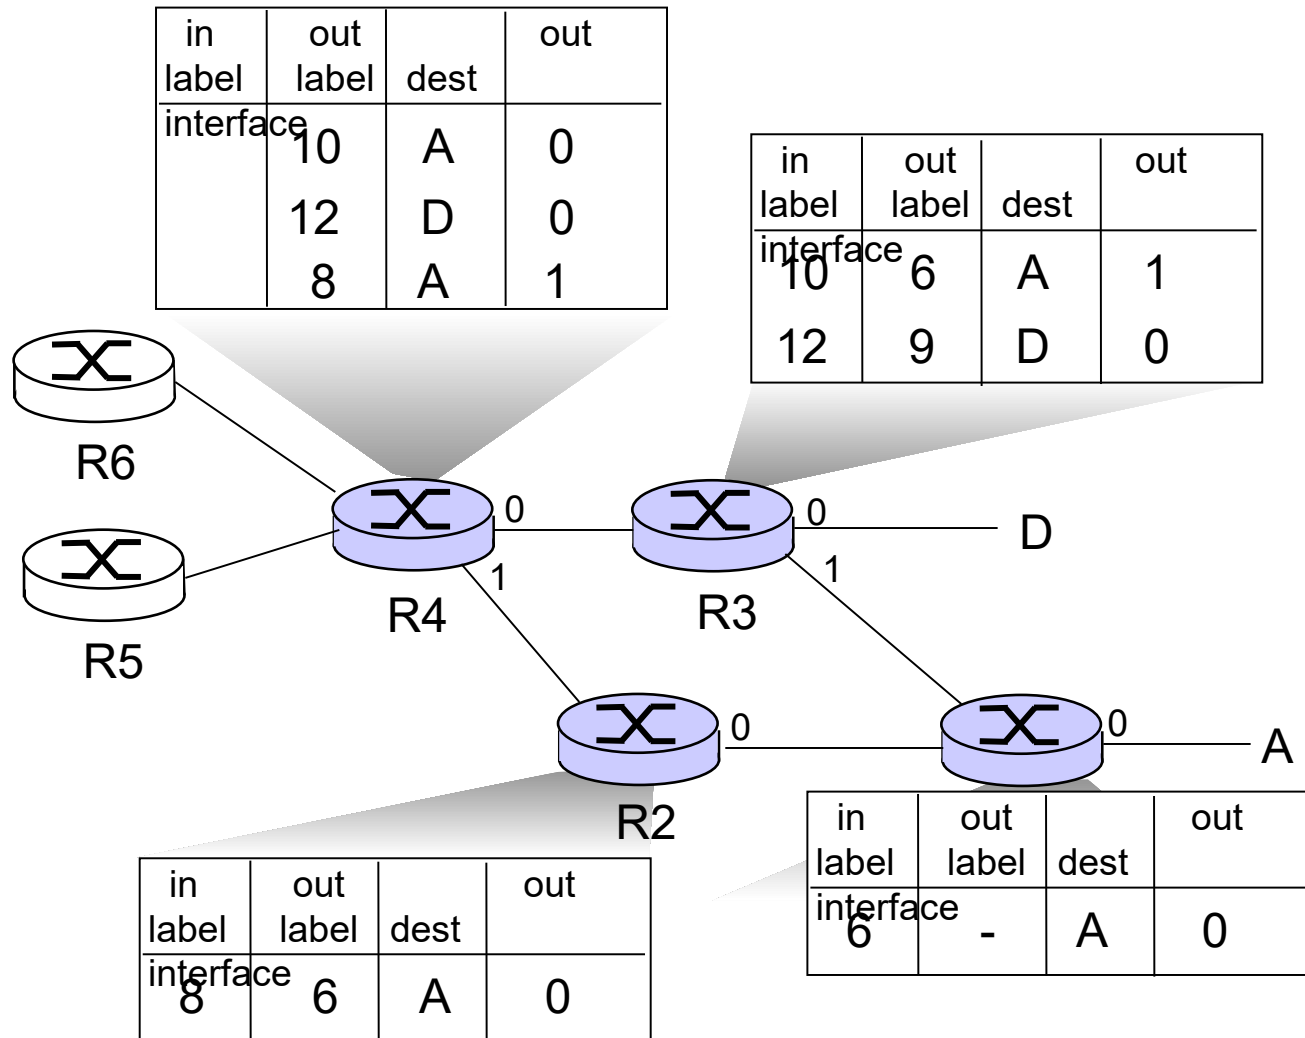 in out out
label label dest
interface
10 A 0
12 D 0
8 A 1
in out out
label label dest
interface
10 6 A 1
12 9 D 0
R6
0
0
D
1
1
R4
R3
R5
0
0
A
R2
in out out
label label dest
interface
6 - A 0
in out out
label label dest
interface
8 6 A 0